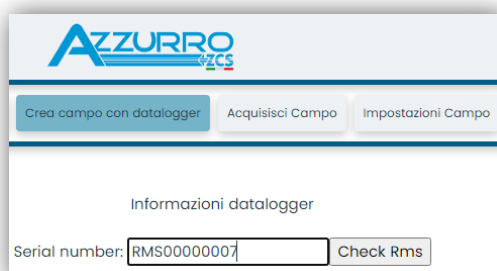 AZZURRO
ZCS
Crea campo con datalogger Acquisisci Campo Impostazioni Campo
Informazioni datalogger
Serial number: RMS00000007 Check Rms